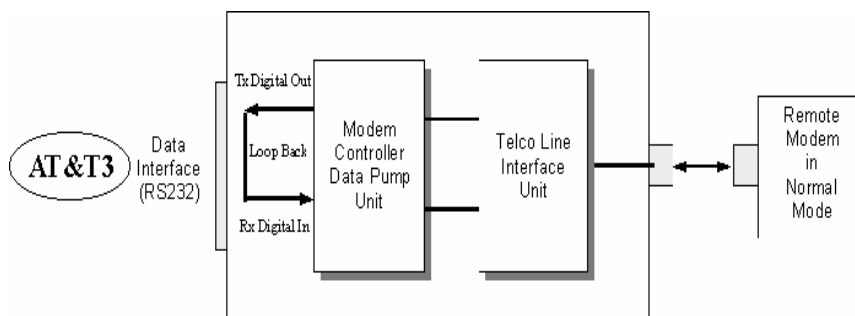 AT&T3
Data
Interface
(RS232)
Tx Digital Out
Loop Back
Rx Digital In
Modem
Controller
Data Pump
Unit
Telco Line
Interface
Unit
Remote
Modem
in
Normal
Mode